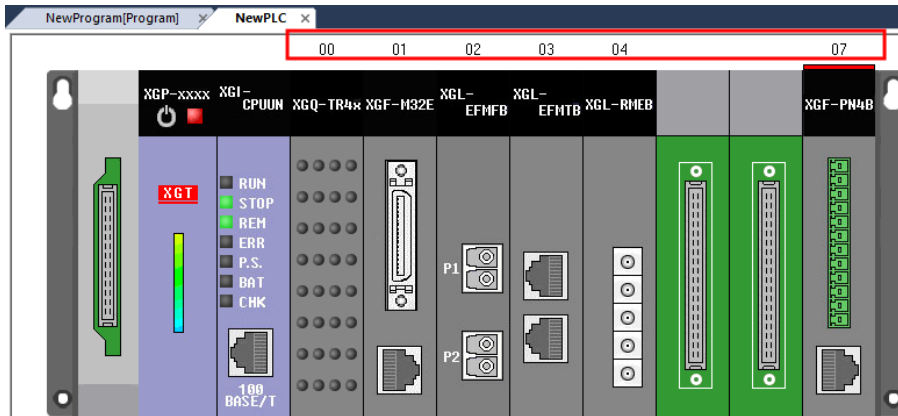 NewProgram[Program] × NewPLC ×
00 01 02 03 04 07
XGP-xxxx XGI-CPUUN XGQ-TR4x XGF-M32E XGL-EFMFB XGL-EFMTB XGL-RMEB XGF-PN4B
XGT
RUN
STOP
REM
ERR
P.S.
BAT
CHK
P1
P2
100
BASE/T